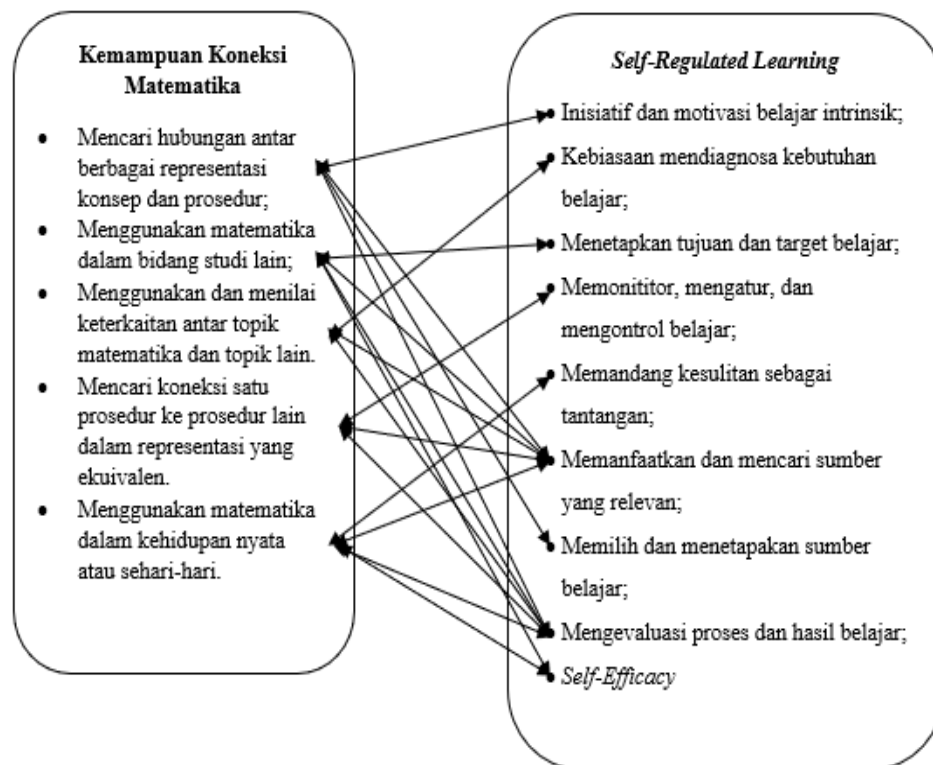 Kemampuan Koneksi
Matematika
• Mencari hubungan antar
berbagai representasi
konsep dan prosedur;
• Menggunakan matematika
dalam bidang studi lain;
• Menggunakan dan menilai
keterkaitan antar topik
matematika dan topik lain.
• Mencari koneksi satu
prosedur ke prosedur lain
dalam representasi yang
ekuivalen.
• Menggunakan matematika
dalam kehidupan nyata
atau sehari-hari.
Self-Regulated Learning
• Inisiatif dan motivasi belajar intrinsik;
• Kebiasaan mendiagnosa kebutuhan
belajar;
• Menetapkan tujuan dan target belajar;
• Memonititor, mengatur, dan
mengontrol belajar;
• Memandang kesulitan sebagai
tantangan;
• Memanfaatkan dan mencari sumber
yang relevan;
• Memilih dan menetapakan sumber
belajar;
• Mengevaluasi proses dan hasil belajar;
• Self-Efficacy